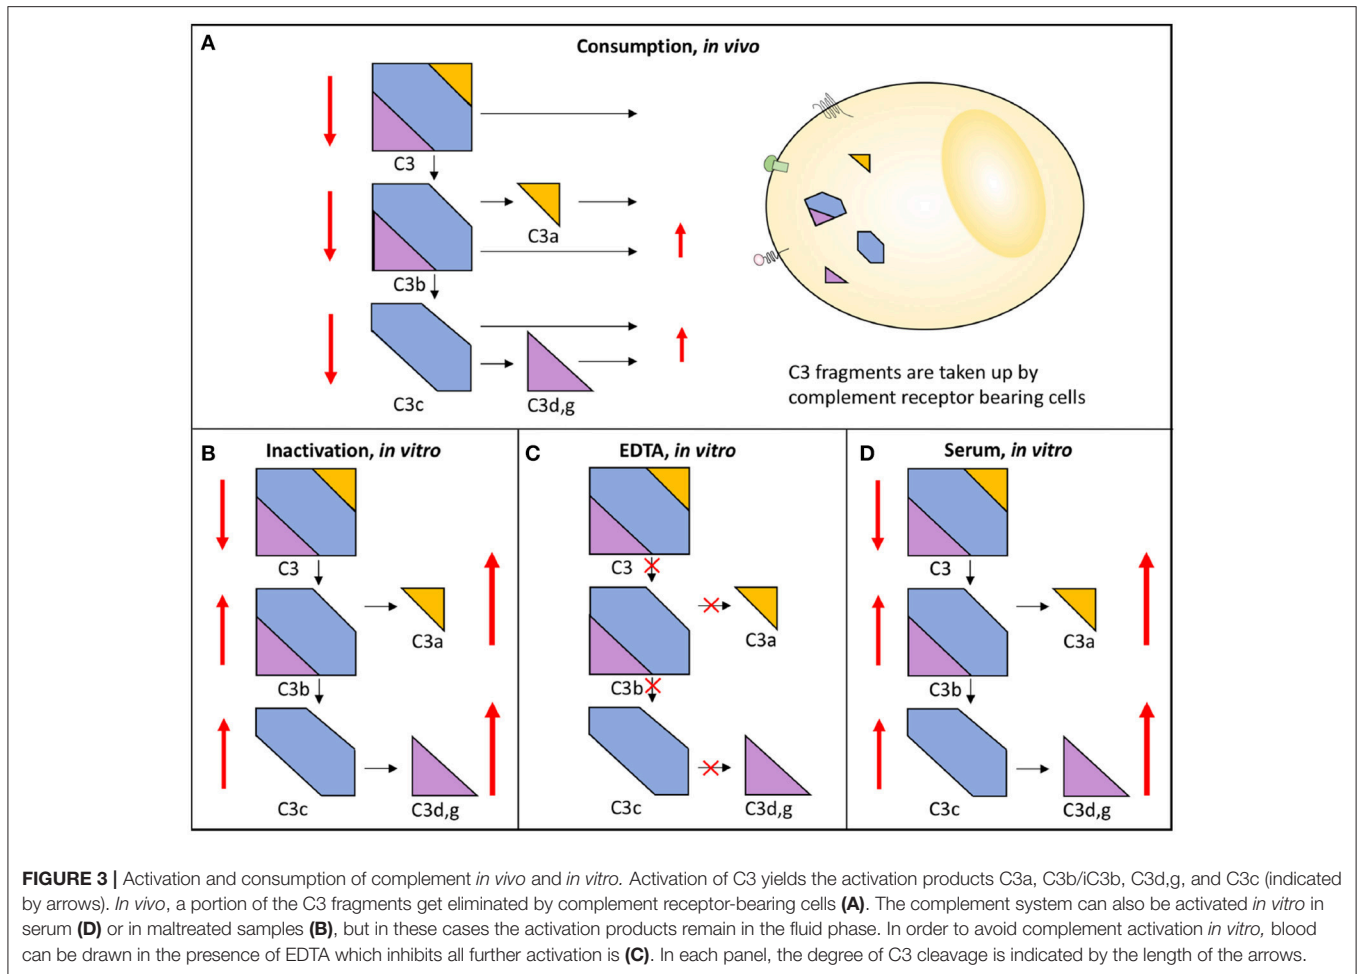 A
Consumption, in vivo
C3
C3a
C3b
C3c
C3d,g
C3 fragments are taken up by
complement receptor bearing cells
B
Inactivation, in vitro
C3
C3a
C3b
C3c
C3d,g
C
EDTA, in vitro
C3
C3a
C3b
C3c
C3d,g
D
Serum, in vitro
C3
C3a
C3b
C3c
C3d,g
FIGURE 3 | Activation and consumption of complement in vivo and in vitro. Activation of C3 yields the activation products C3a, C3b/iC3b, C3d,g, and C3c (indicated
by arrows). In vivo, a portion of the C3 fragments get eliminated by complement receptor-bearing cells (A). The complement system can also be activated in vitro in
serum (D) or in maltreated samples (B), but in these cases the activation products remain in the fluid phase. In order to avoid complement activation in vitro, blood
can be drawn in the presence of EDTA which inhibits all further activation is (C). In each panel, the degree of C3 cleavage is indicated by the length of the arrows.